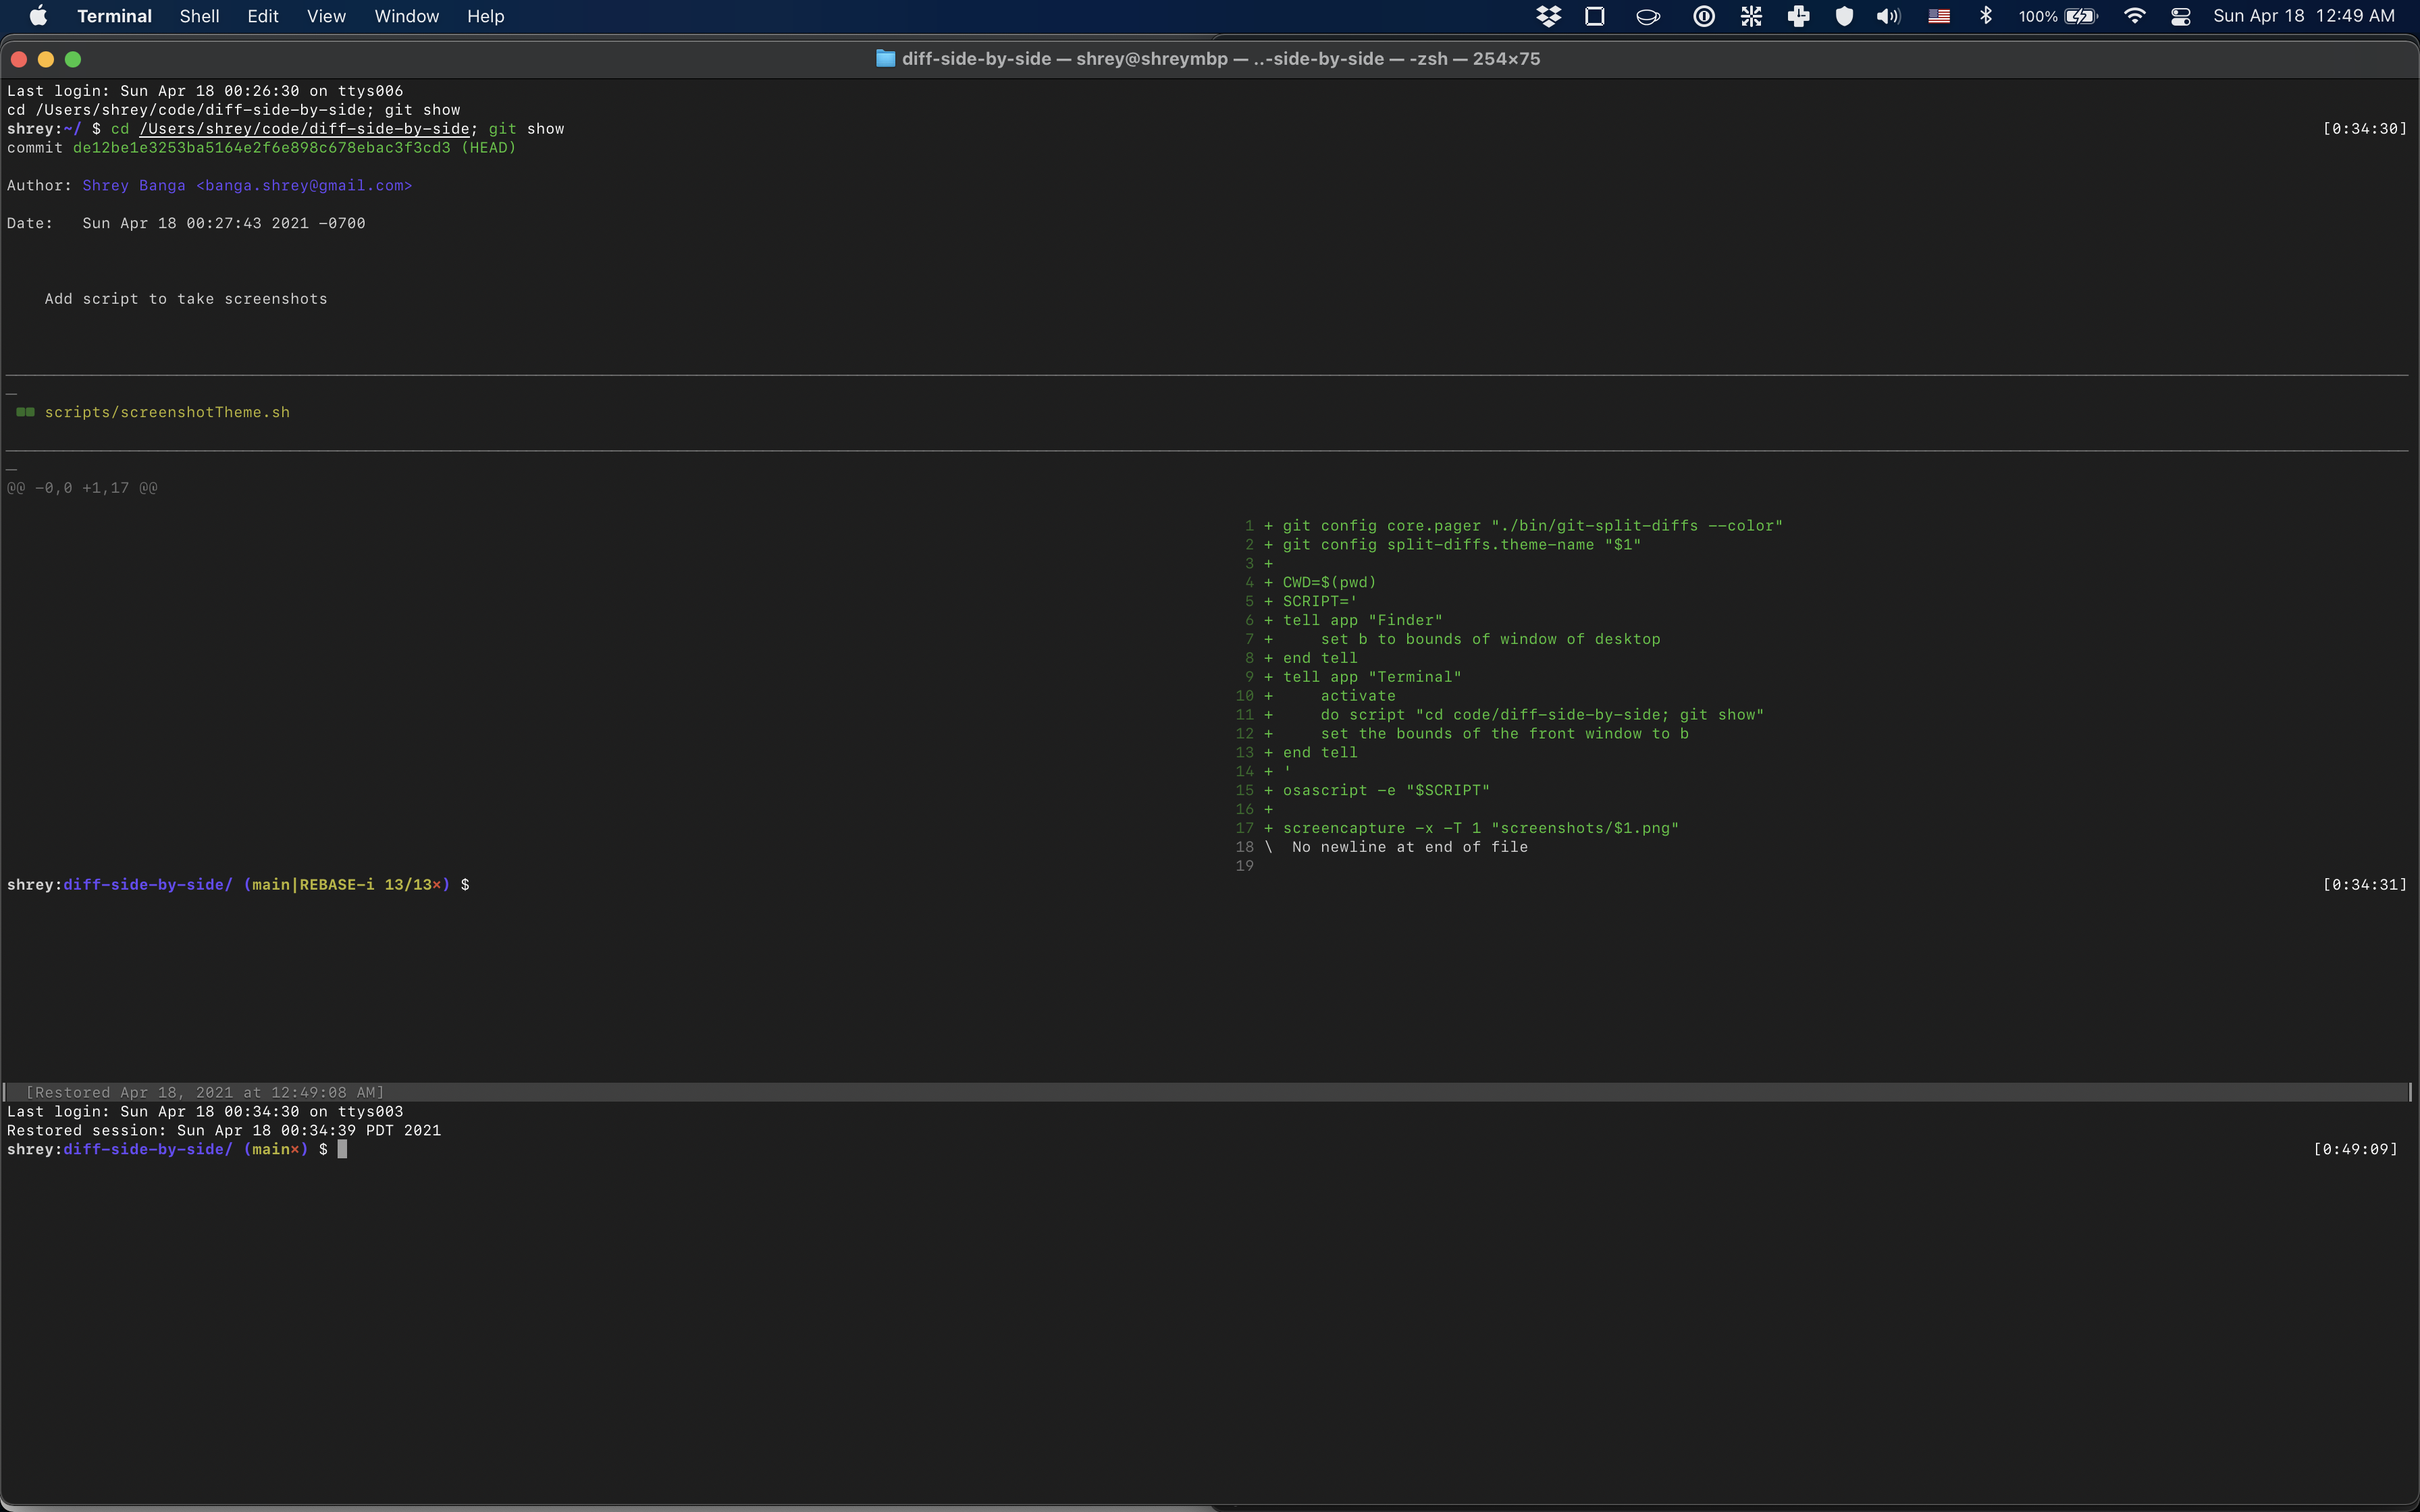 Terminal Shell Edit View Window Help 100% Sun Apr 18 12:49 AM
diff-side-by-side — shrey@shreymbp — ..-side-by-side — -zsh — 254×75
Last login: Sun Apr 18 00:26:30 on ttys006
cd /Users/shrey/code/diff-side-by-side; git show
shrey:~/ $ cd /Users/shrey/code/diff-side-by-side; git show [0:34:30]
commit de12be1e3253ba5164e2f6e898c678ebac3f3cd3 (HEAD)
Author: Shrey Banga <banga.shrey@gmail.com>
Date:   Sun Apr 18 00:27:43 2021 -0700
    Add script to take screenshots
scripts/screenshotTheme.sh
@@ -0,0 +1,17 @@
1 + git config core.pager "./bin/git-split-diffs --color"
2 + git config split-diffs.theme-name "$1"
3 +
4 + CWD=$(pwd)
5 + SCRIPT='
6 + tell app "Finder"
7 +     set b to bounds of window of desktop
8 + end tell
9 + tell app "Terminal"
10 +     activate
11 +     do script "cd code/diff-side-by-side; git show"
12 +     set the bounds of the front window to b
13 + end tell
14 + '
15 + osascript -e "$SCRIPT"
16 +
17 + screencapture -x -T 1 "screenshots/$1.png"
18 \  No newline at end of file
19
shrey:diff-side-by-side/ (main|REBASE-i 13/13×) $ [0:34:31]
[Restored Apr 18, 2021 at 12:49:08 AM]
Last login: Sun Apr 18 00:34:30 on ttys003
Restored session: Sun Apr 18 00:34:39 PDT 2021
shrey:diff-side-by-side/ (main×) $ [0:49:09]